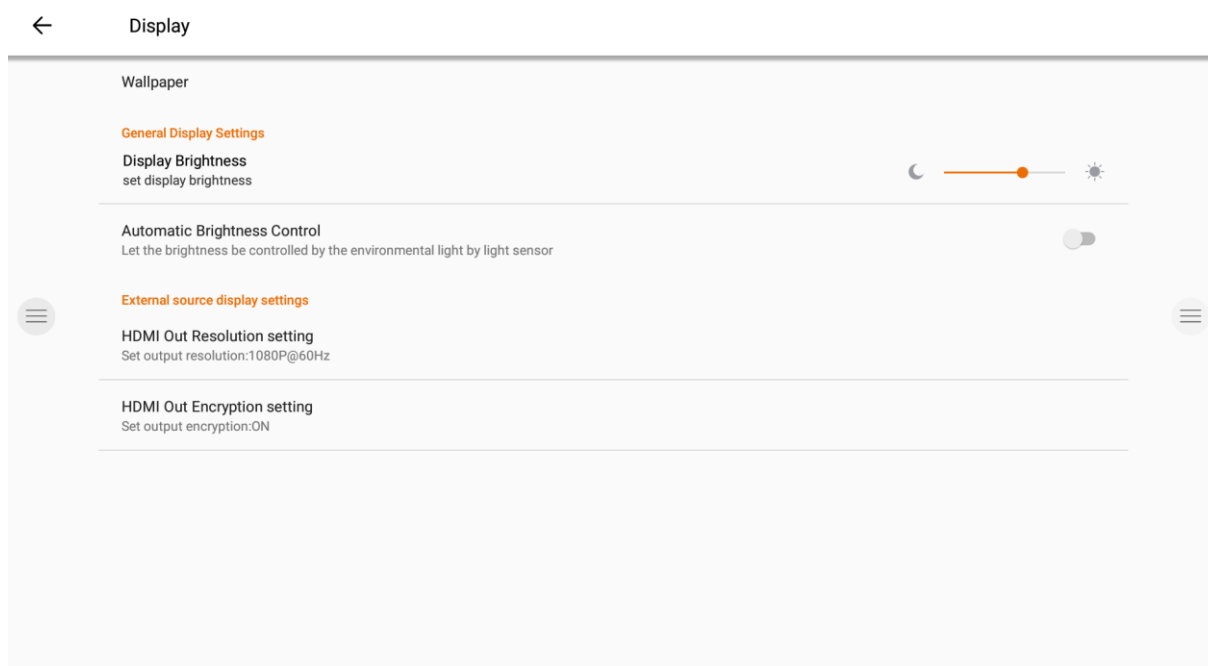 Display
Wallpaper
General Display Settings
Display Brightness
set display brightness
Automatic Brightness Control
Let the brightness be controlled by the environmental light by light sensor
External source display settings
HDMI Out Resolution setting
Set output resolution:1080P@60Hz
HDMI Out Encryption setting
Set output encryption:ON